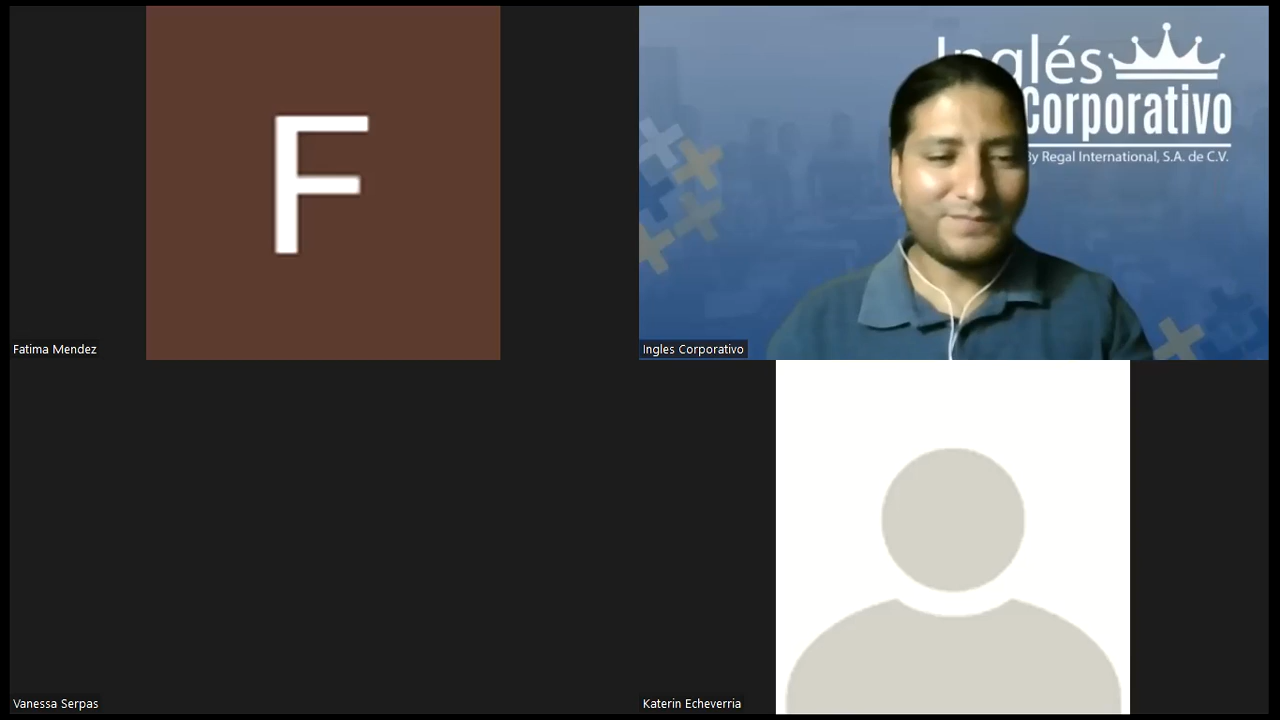 F
Fatima Mendez
Inglés
Corporativo
By Regal International, S.A. de C.V.
Ingles Corporativo
Vanessa Serpas
Katerin Echeverria